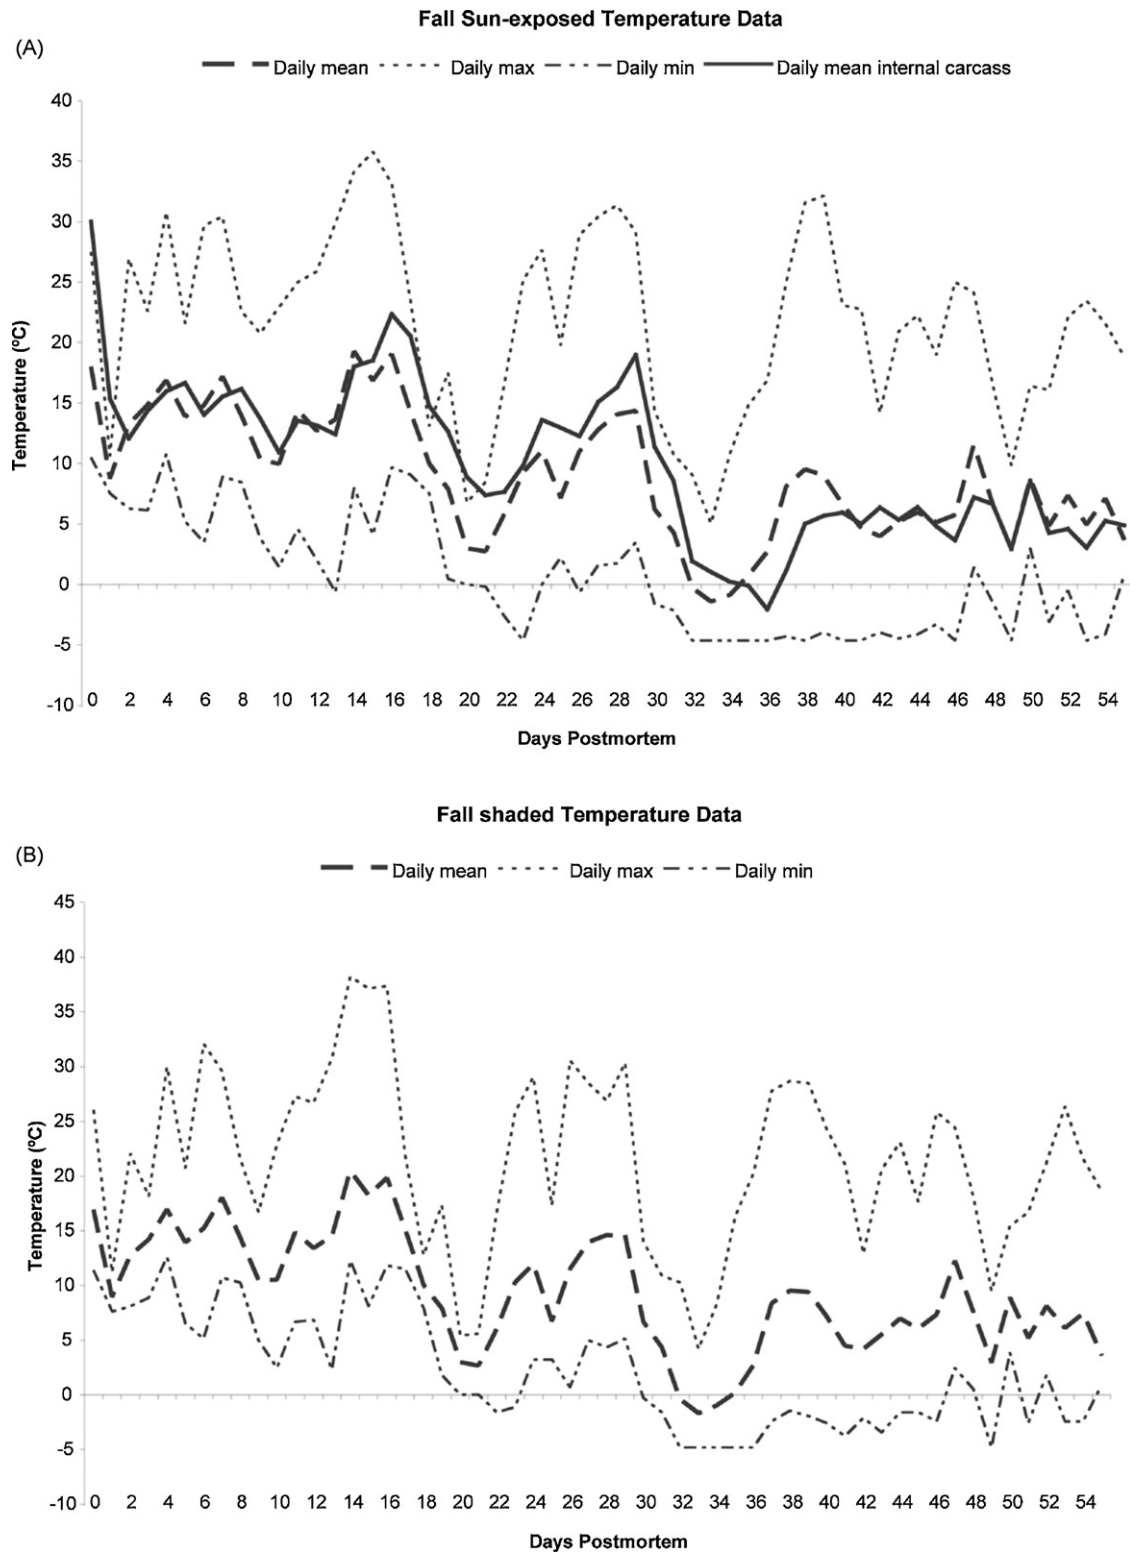 Fall Sun-exposed Temperature Data
(A)
Daily mean Daily max Daily min Daily mean internal carcass
40
35
30
25
20
15
10
5
0
-5
-10
Temperature (ºC)
0 2 4 6 8 10 12 14 16 18 20 22 24 26 28 30 32 34 36 38 40 42 44 46 48 50 52 54
Days Postmortem
Fall shaded Temperature Data
(B)
Daily mean Daily max Daily min
45
40
35
30
25
20
15
10
5
0
-5
-10
Temperature (ºC)
0 2 4 6 8 10 12 14 16 18 20 22 24 26 28 30 32 34 36 38 40 42 44 46 48 50 52 54
Days Postmortem